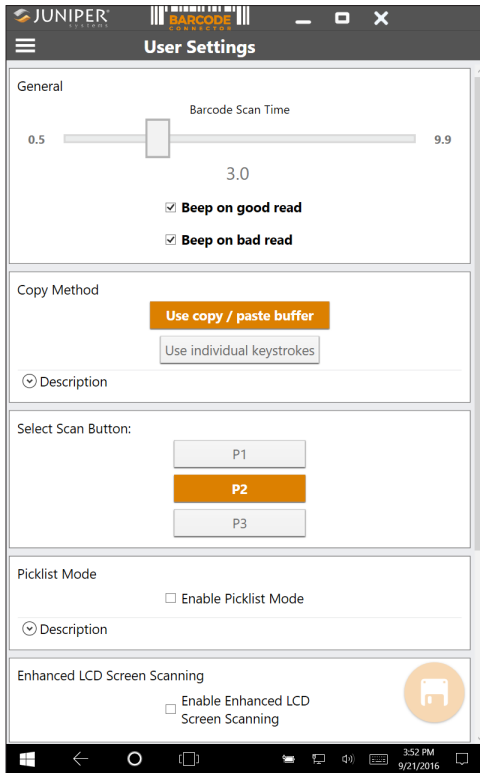 JUNIPER
systems
BARCODE
CONNECTOR
User Settings
General
Barcode Scan Time
0.5
9.9
3.0
Beep on good read
Beep on bad read
Copy Method
Use copy / paste buffer
Use individual keystrokes
Description
Select Scan Button:
P1
P2
P3
Picklist Mode
Enable Picklist Mode
Description
Enhanced LCD Screen Scanning
Enable Enhanced LCD
Screen Scanning
3:52 PM
9/21/2016